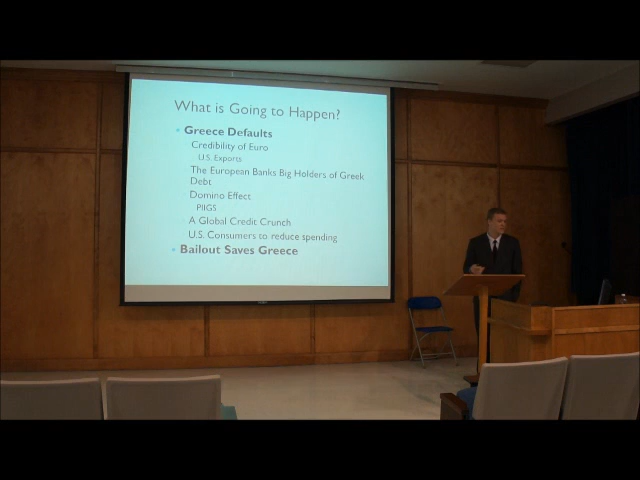 What is Going to Happen?
Greece Defaults
Credibility of Euro
U.S. Exports
The European Banks Big Holders of Greek
Debt
Domino Effect
PIIGS
A Global Credit Crunch
U.S. Consumers to reduce spending
Bailout Saves Greece